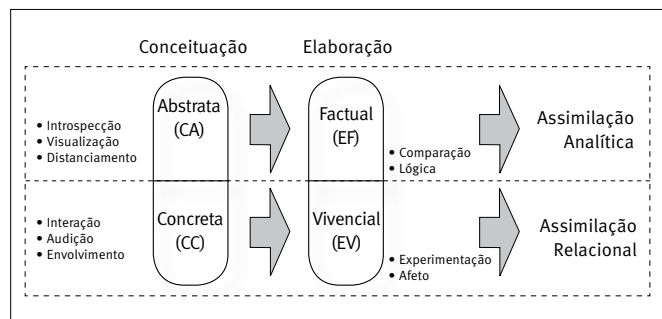 Conceituação
Elaboração
Abstrata
(CA)
• Introspecção
• Visualização
• Distanciamento
Factual
(EF)
• Comparação
• Lógica
Assimilação
Analítica
• Interação
• Audição
• Envolvimento
Concreta
(CC)
Vivencial
(EV)
• Experimentação
• Afeto
Assimilação
Relacional